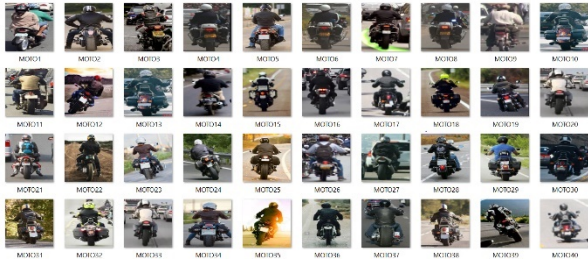 MOTO1 MOTO2 MOTO3 MOTO4 MOTO5 MOTO6 MOTO7 MOTO8 MOTO9 MOTO10
MOTO11 MOTO12 MOTO13 MOTO14 MOTO15 MOTO16 MOTO17 MOTO18 MOTO19 MOTO20
MOTO21 MOTO22 MOTO23 MOTO24 MOTO25 MOTO26 MOTO27 MOTO28 MOTO29 MOTO30
MOTO31 MOTO32 MOTO33 MOTO34 MOTO35 MOTO36 MOTO37 MOTO38 MOTO39 MOTO40